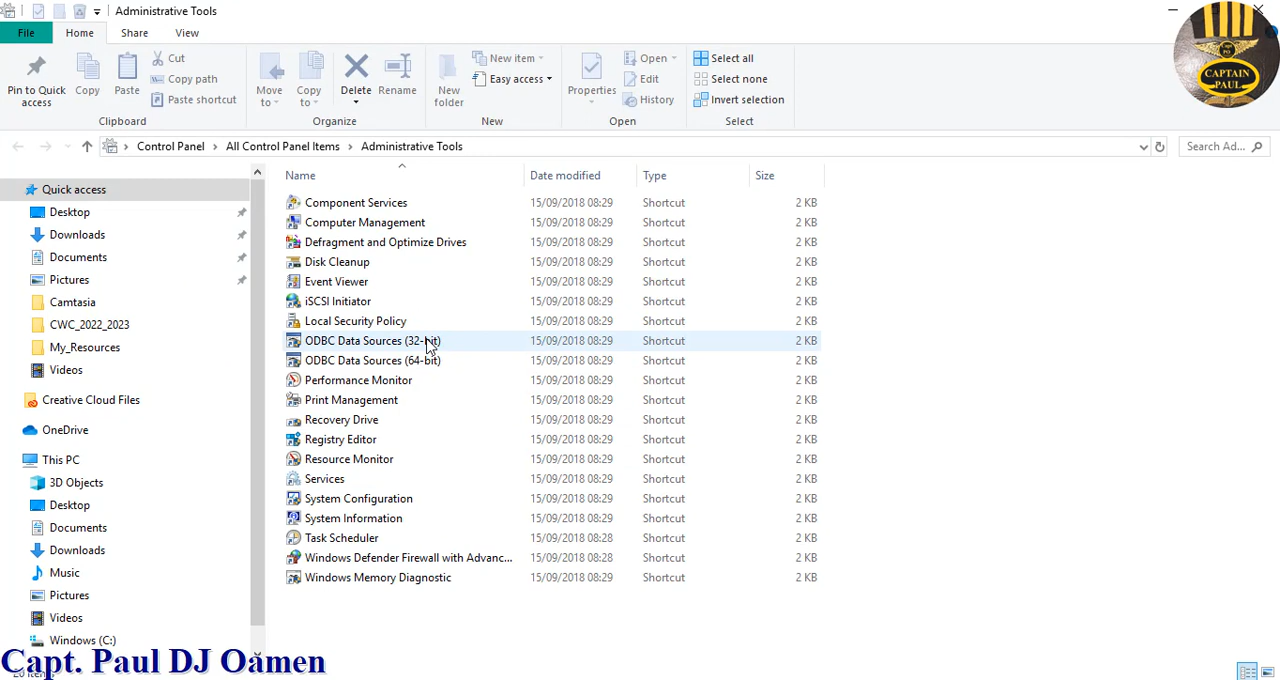 Administrative Tools
File Home Share View
Pin to Quick access
Copy
Paste
Cut
Copy path
Paste shortcut
Clipboard
Move to
Copy to
Delete
Rename
Organize
New folder
New item
Easy access
New
Properties
Open
Edit
History
Open
Select all
Select none
Invert selection
Select
CAPTAIN
PAUL
Control Panel > All Control Panel Items > Administrative Tools
Search Ad...
Quick access
Desktop
Downloads
Documents
Pictures
Camtasia
CWC_2022_2023
My_Resources
Videos
Creative Cloud Files
OneDrive
This PC
3D Objects
Desktop
Documents
Downloads
Music
Pictures
Videos
Windows (C:)
Name Date modified Type Size
Component Services 15/09/2018 08:29 Shortcut 2 KB
Computer Management 15/09/2018 08:29 Shortcut 2 KB
Defragment and Optimize Drives 15/09/2018 08:29 Shortcut 2 KB
Disk Cleanup 15/09/2018 08:29 Shortcut 2 KB
Event Viewer 15/09/2018 08:29 Shortcut 2 KB
iSCSI Initiator 15/09/2018 08:29 Shortcut 2 KB
Local Security Policy 15/09/2018 08:29 Shortcut 2 KB
ODBC Data Sources (32-bit) 15/09/2018 08:29 Shortcut 2 KB
ODBC Data Sources (64-bit) 15/09/2018 08:29 Shortcut 2 KB
Performance Monitor 15/09/2018 08:29 Shortcut 2 KB
Print Management 15/09/2018 08:29 Shortcut 2 KB
Recovery Drive 15/09/2018 08:29 Shortcut 2 KB
Registry Editor 15/09/2018 08:29 Shortcut 2 KB
Resource Monitor 15/09/2018 08:29 Shortcut 2 KB
Services 15/09/2018 08:29 Shortcut 2 KB
System Configuration 15/09/2018 08:29 Shortcut 2 KB
System Information 15/09/2018 08:29 Shortcut 2 KB
Task Scheduler 15/09/2018 08:28 Shortcut 2 KB
Windows Defender Firewall with Advanc... 15/09/2018 08:28 Shortcut 2 KB
Windows Memory Diagnostic 15/09/2018 08:29 Shortcut 2 KB
Capt. Paul DJ Oamen